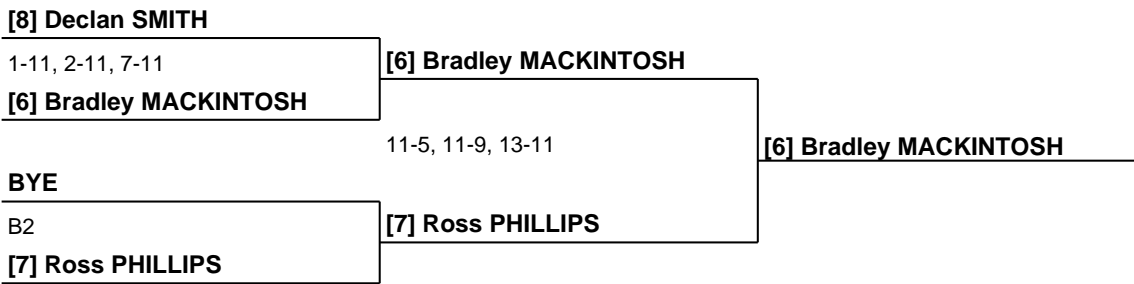 [8] Declan SMITH
1-11, 2-11, 7-11
[6] Bradley MACKINTOSH
[6] Bradley MACKINTOSH
11-5, 11-9, 13-11
[6] Bradley MACKINTOSH
BYE
B2
[7] Ross PHILLIPS
[7] Ross PHILLIPS